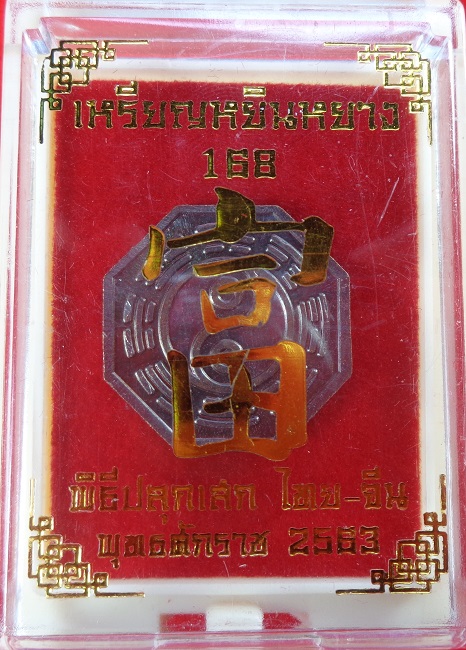 เหรียญหยินหยาง
168
富
พิธีปลุกเสก ไทย-จีน
พุทธศักราช 2563